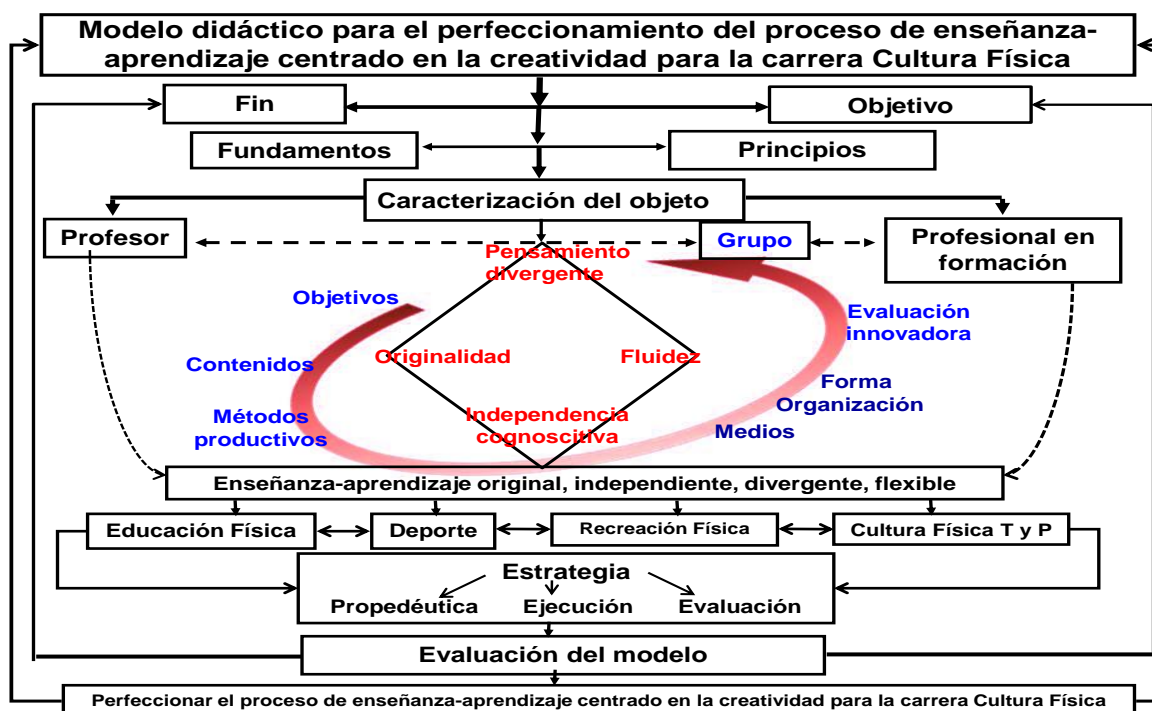 Modelo didáctico para el perfeccionamiento del proceso de enseñanza-
aprendizaje centrado en la creatividad para la carrera Cultura Física
Fin
Objetivo
Fundamentos
Principios
Caracterización del objeto
Profesor
Grupo
Profesional en
formación
Pensamiento
divergente
Objetivos
Evaluación
innovadora
Originalidad
Fluidez
Contenidos
Forma
Organización
Métodos
productivos
Independencia
cognoscitiva
Medios
Enseñanza-aprendizaje original, independiente, divergente, flexible
Educación Física
Deporte
Recreación Física
Cultura Física T y P
Estrategia
Propedéutica
Ejecución
Evaluación
Evaluación del modelo
Perfeccionar el proceso de enseñanza-aprendizaje centrado en la creatividad para la carrera Cultura Física